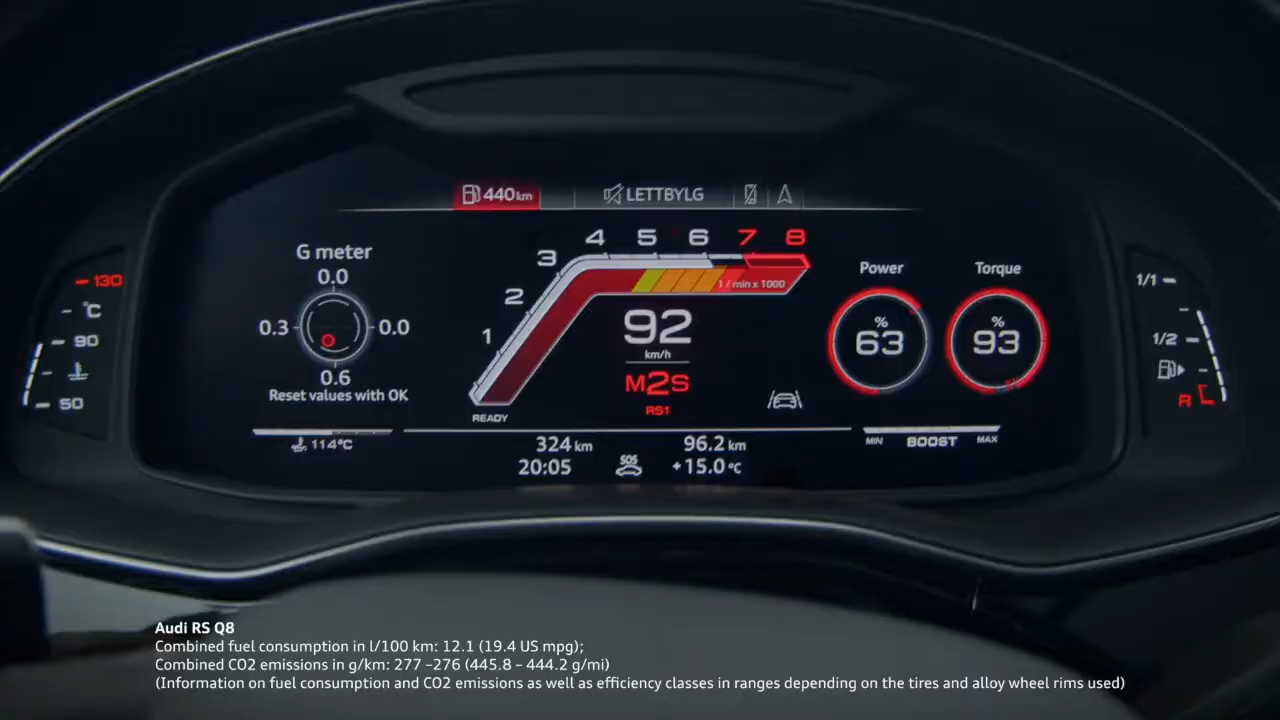 440 km LETTBYLG
G meter
0.0
0.3 0.0
0.6
Reset values with OK
130
°C
90
50
1 2 3 4 5 6 7 8
1 / min x 1000
92
km/h
M2S
RS1
READY
Power
% 63
Torque
% 93
1/1
1/2
R
114°C
324 km 96.2 km
20:05 SOS +15.0 °C
MIN BOOST MAX
Audi RS Q8
Combined fuel consumption in l/100 km: 12.1 (19.4 US mpg);
Combined CO2 emissions in g/km: 277 –276 (445.8 – 444.2 g/mi)
(Information on fuel consumption and CO2 emissions as well as efficiency classes in ranges depending on the tires and alloy wheel rims used)